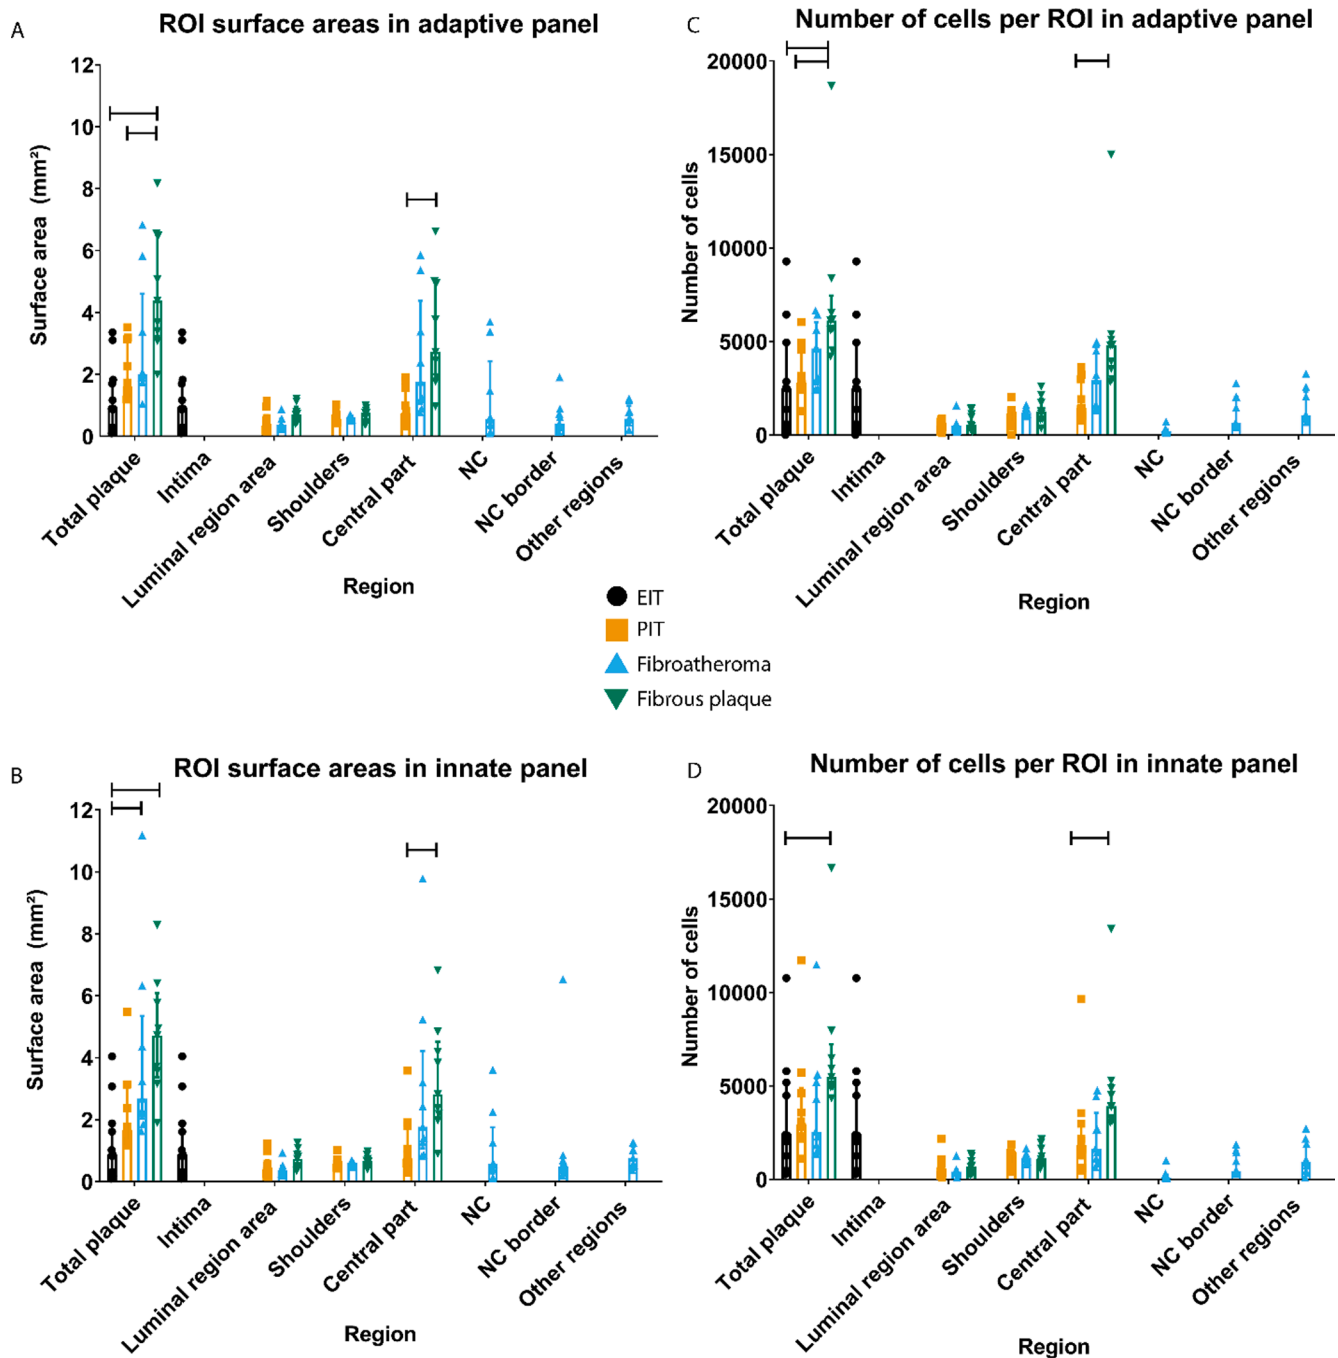 A
ROI surface areas in adaptive panel
Surface area (mm²)
12
10
8
6
4
2
0
Total plaque
Intima
Luminal region area
Shoulders
Central part
NC
NC border
Other regions
Region
C
Number of cells per ROI in adaptive panel
Number of cells
20000
15000
10000
5000
0
Total plaque
Intima
Luminal region area
Shoulders
Central part
NC
NC border
Other regions
Region
EIT
PIT
Fibroatheroma
Fibrous plaque
B
ROI surface areas in innate panel
Surface area (mm²)
12
10
8
6
4
2
0
Total plaque
Intima
Luminal region area
Shoulders
Central part
NC
NC border
Other regions
Region
D
Number of cells per ROI in innate panel
Number of cells
20000
15000
10000
5000
0
Total plaque
Intima
Luminal region area
Shoulders
Central part
NC
NC border
Other regions
Region